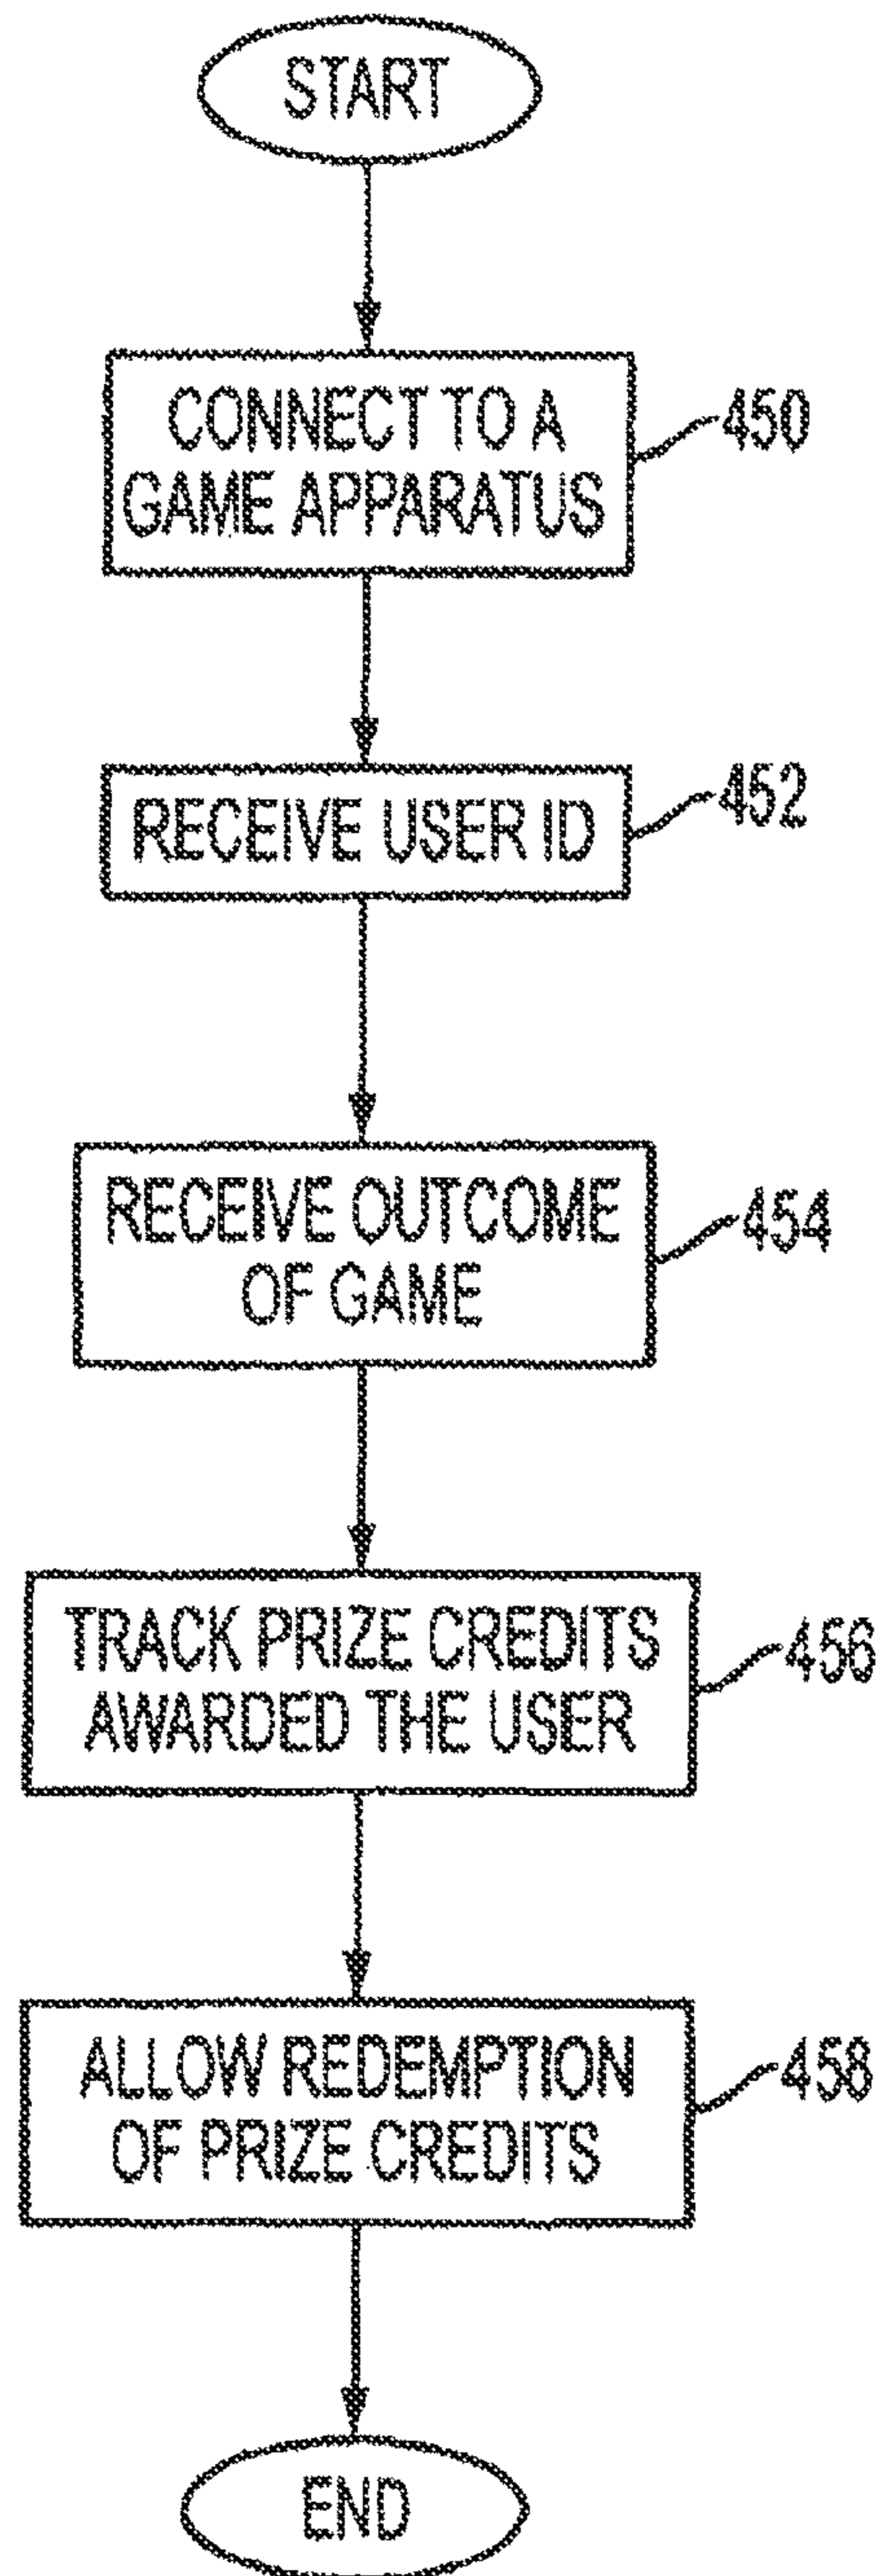 START
CONNECT TO A
GAME APPARATUS
450
RECEIVE USER ID
452
RECEIVE OUTCOME
OF GAME
454
TRACK PRIZE CREDITS
AWARDED THE USER
456
ALLOW REDEMPTION
OF PRIZE CREDITS
458
END